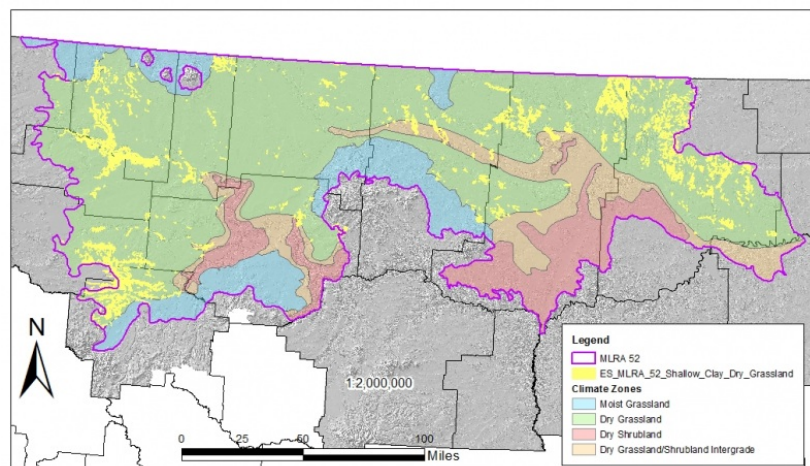 N
1:2,000,000
0 25 50 100
Miles
Legend
MLRA 52
ES_MLRA_52_Shallow_Clay_Dry_Grassland
Climate Zones
Moist Grassland
Dry Grassland
Dry Shrubland
Dry Grassland/Shrubland Intergrade